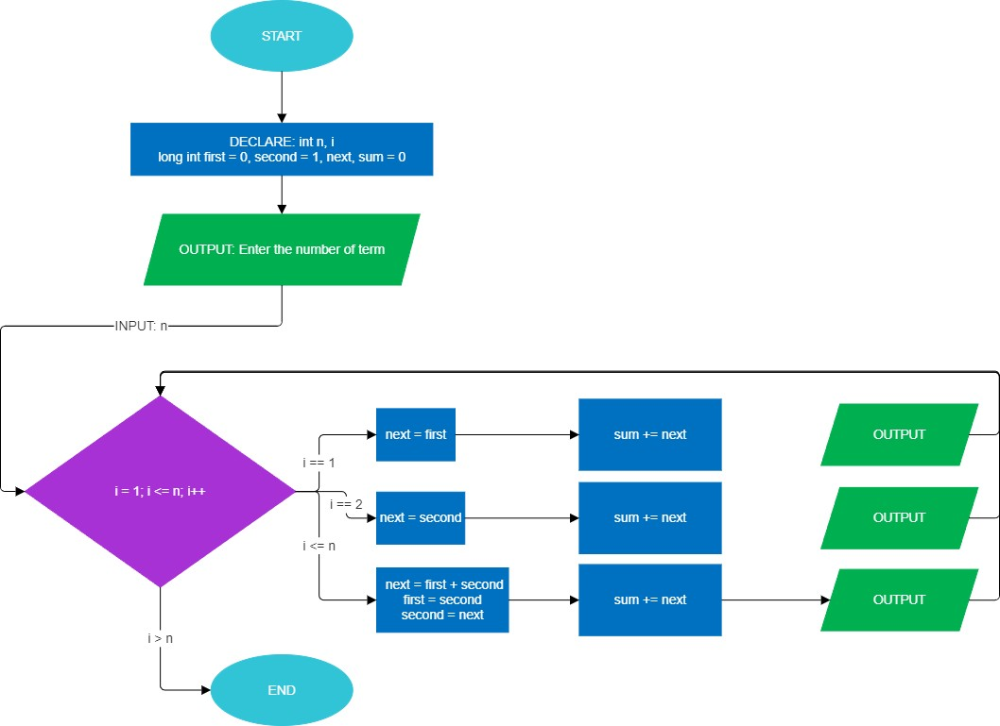 START
DECLARE: int n, i
long int first = 0, second = 1, next, sum = 0
OUTPUT: Enter the number of term
INPUT: n
i = 1; i <= n; i++
i == 1
next = first
sum += next
OUTPUT
i == 2
next = second
sum += next
OUTPUT
i <= n
next = first + second
first = second
second = next
sum += next
OUTPUT
i > n
END